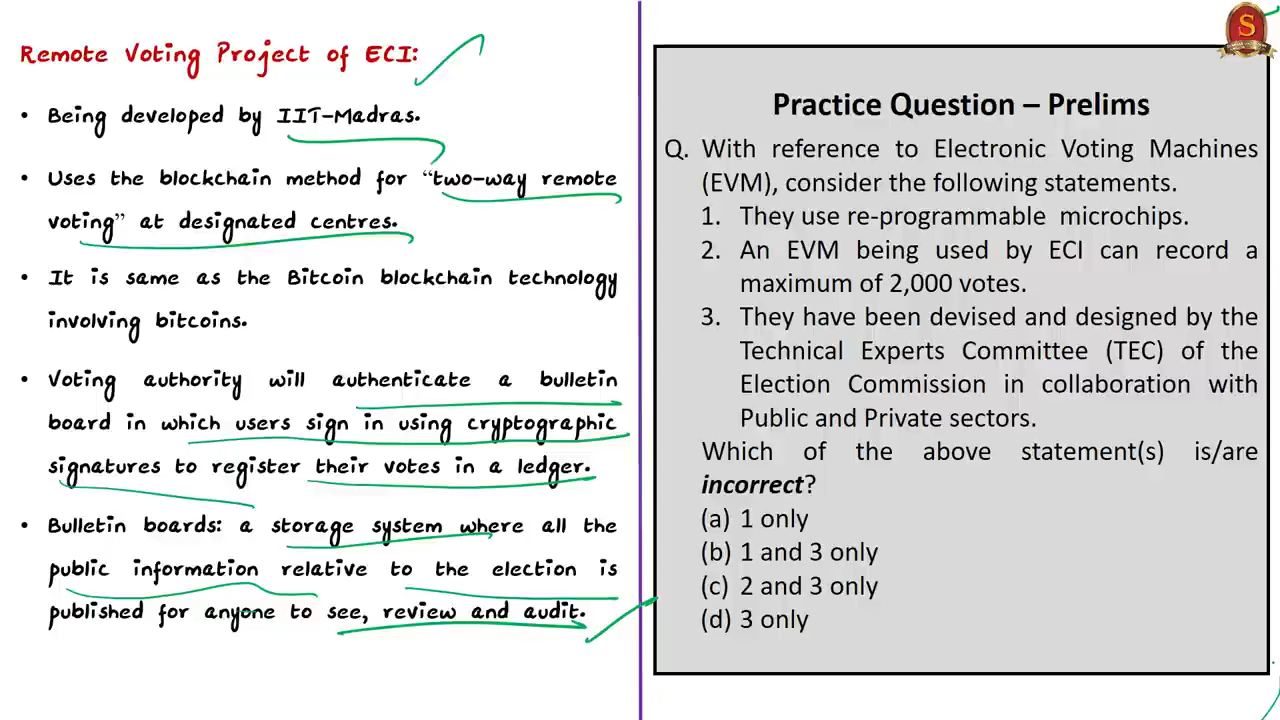 Remote Voting Project of ECI:
• Being developed by IIT-Madras.
• Uses the blockchain method for “two-way remote
voting” at designated centres.
• It is same as the Bitcoin blockchain technology
involving bitcoins.
• Voting authority will authenticate a bulletin
board in which users sign in using cryptographic
signatures to register their votes in a ledger.
• Bulletin boards: a storage system where all the
public information relative to the election is
published for anyone to see, review and audit.
S
Practice Question – Prelims
Q. With reference to Electronic Voting Machines
(EVM), consider the following statements.
1. They use re-programmable microchips.
2. An EVM being used by ECI can record a
maximum of 2,000 votes.
3. They have been devised and designed by the
Technical Experts Committee (TEC) of the
Election Commission in collaboration with
Public and Private sectors.
Which of the above statement(s) is/are
incorrect?
(a) 1 only
(b) 1 and 3 only
(c) 2 and 3 only
(d) 3 only